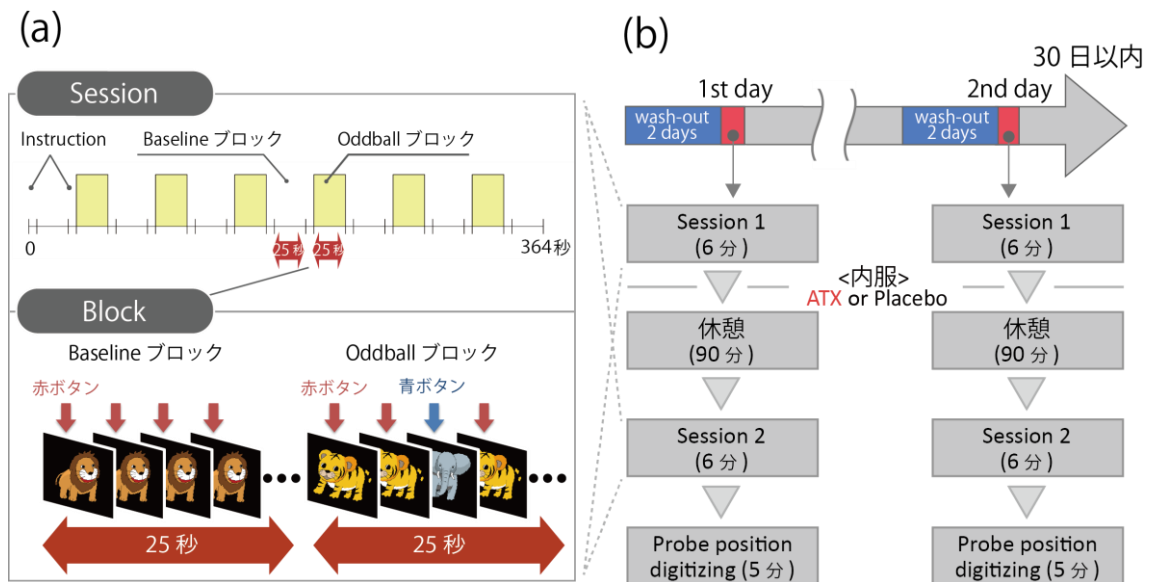 (a)
Session
Instruction
Baseline ブロック
Oddball ブロック
0
25 秒
25 秒
364秒
Block
Baseline ブロック
Oddball ブロック
赤ボタン
赤ボタン
青ボタン
25 秒
25 秒
(b)
30 日以内
1st day
2nd day
wash-out
2 days
wash-out
2 days
Session 1
(6 分 )
Session 1
(6 分 )
<内服>
ATX or Placebo
休憩
(90 分 )
休憩
(90 分 )
Session 2
(6 分 )
Session 2
(6 分 )
Probe position
digitizing (5 分 )
Probe position
digitizing (5 分 )